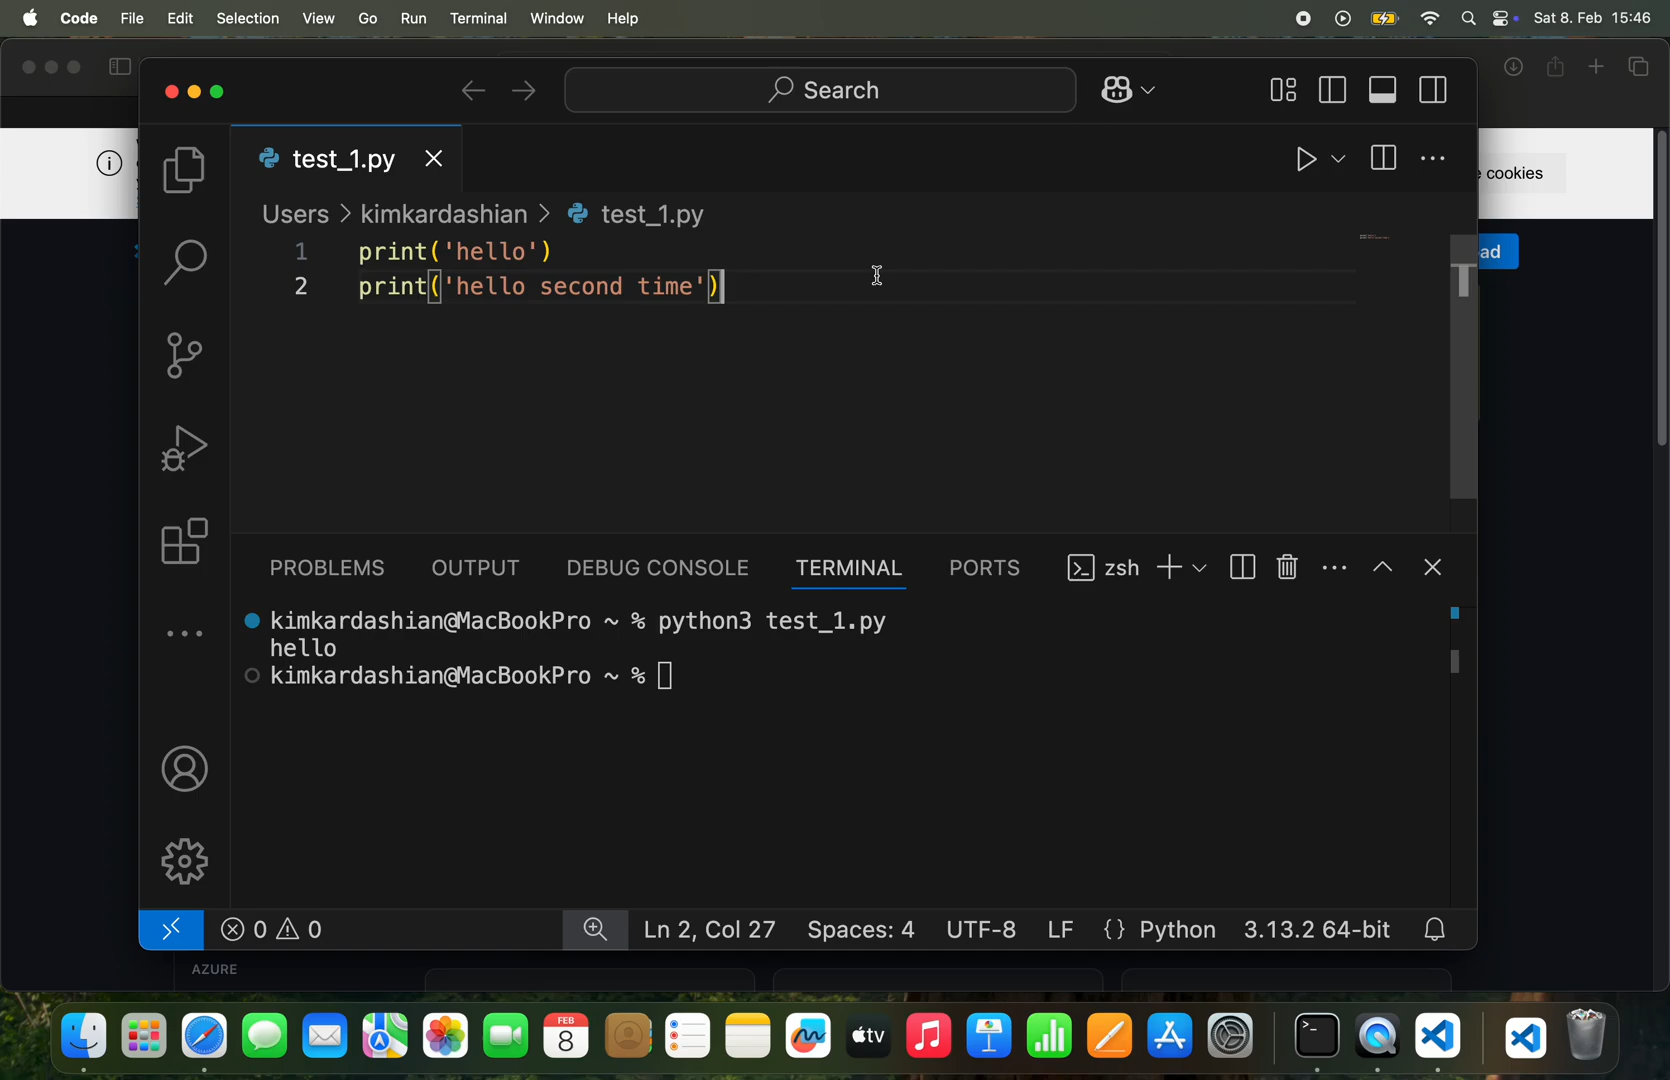 Code File Edit Selection View Go Run Terminal Window Help Sat 8. Feb 15:46
Search
test_1.py
cookies
Users > kimkardashian > test_1.py
ad
1 print('hello')
2 print('hello second time')
PROBLEMS OUTPUT DEBUG CONSOLE TERMINAL PORTS zsh
kimkardashian@MacBookPro ~ % python3 test_1.py
hello
kimkardashian@MacBookPro ~ %
0 0 Ln 2, Col 27 Spaces: 4 UTF-8 LF {} Python 3.13.2 64-bit
AZURE
FEB
8
tv